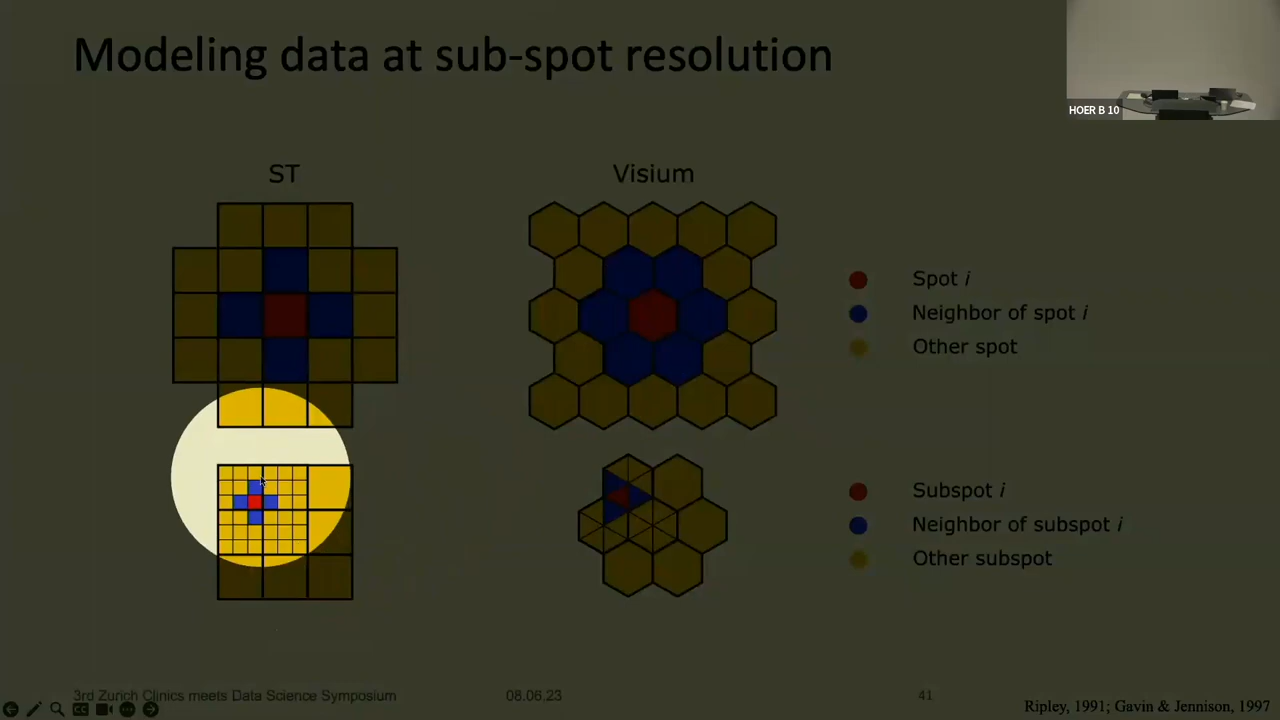 Modeling data at sub-spot resolution
HOER B 10
ST
Visium
Spot i
Neighbor of spot i
Other spot
Subspot i
Neighbor of subspot i
Other subspot
3rd Zurich Clinics meets Data Science Symposium
08.06.23
41
Ripley, 1991; Gavin & Jennison, 1997